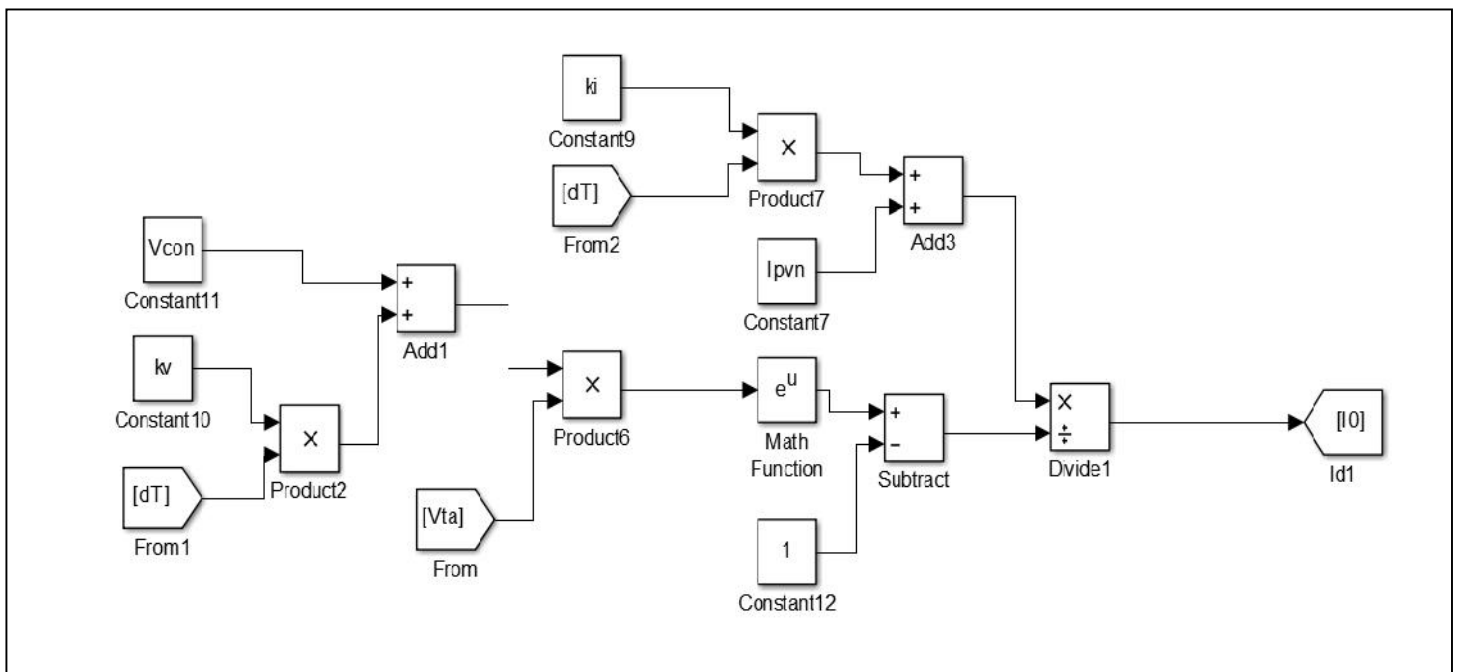 ki
Constant9
×
Product7
[dT]
From2
+
+
Add3
Ipvn
Constant7
Vcon
Constant11
+
+
Add1
kv
Constant10
×
Product2
[dT]
From1
×
Product6
[Vta]
From
e^u
Math
Function
+
−
Subtract
1
Constant12
×
÷
Divide1
[I0]
Id1